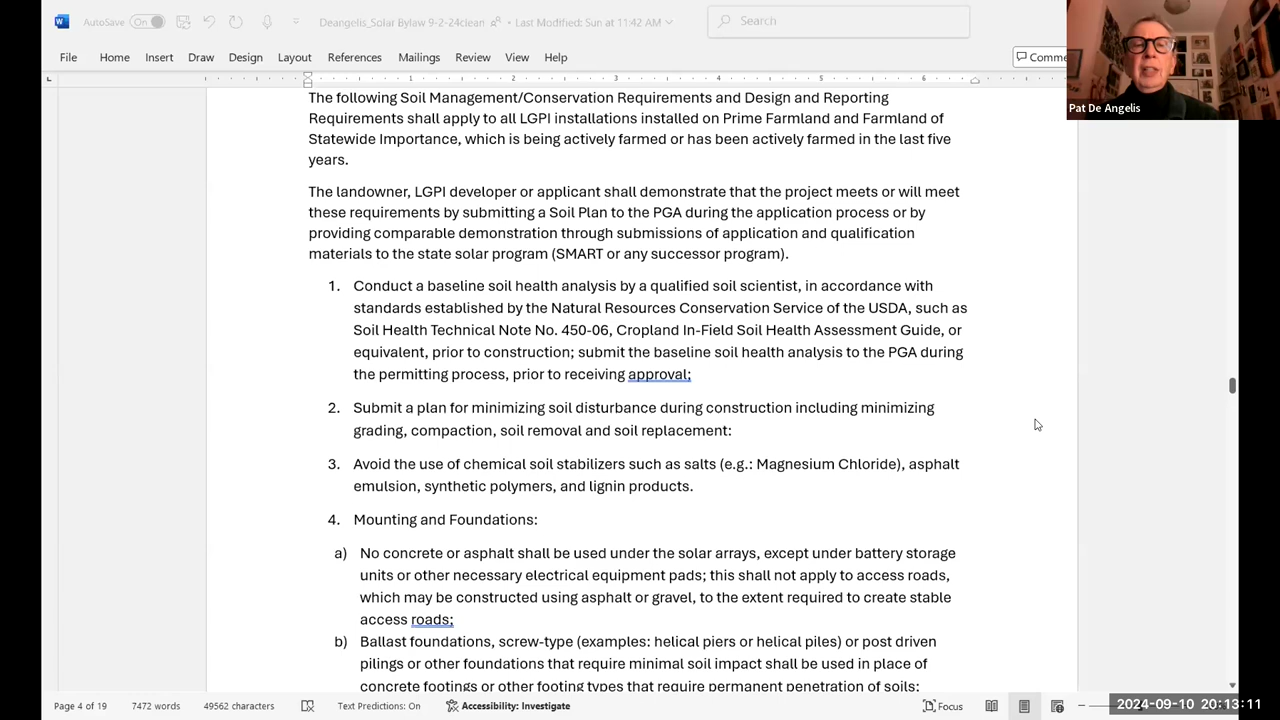 AutoSave On
Deangelis_Solar Bylaw 9-2-24clean • Last Modified: Sun at 11:42 AM
Search
File Home Insert Draw Design Layout References Mailings Review View Help
Comme
Pat De Angelis
1 2 3 4 5 6
The following Soil Management/Conservation Requirements and Design and Reporting
Requirements shall apply to all LGPI installations installed on Prime Farmland and Farmland of
Statewide Importance, which is being actively farmed or has been actively farmed in the last five
years.
The landowner, LGPI developer or applicant shall demonstrate that the project meets or will meet
these requirements by submitting a Soil Plan to the PGA during the application process or by
providing comparable demonstration through submissions of application and qualification
materials to the state solar program (SMART or any successor program).
1. Conduct a baseline soil health analysis by a qualified soil scientist, in accordance with
standards established by the Natural Resources Conservation Service of the USDA, such as
Soil Health Technical Note No. 450-06, Cropland In-Field Soil Health Assessment Guide, or
equivalent, prior to construction; submit the baseline soil health analysis to the PGA during
the permitting process, prior to receiving approval;
2. Submit a plan for minimizing soil disturbance during construction including minimizing
grading, compaction, soil removal and soil replacement:
3. Avoid the use of chemical soil stabilizers such as salts (e.g.: Magnesium Chloride), asphalt
emulsion, synthetic polymers, and lignin products.
4. Mounting and Foundations:
a) No concrete or asphalt shall be used under the solar arrays, except under battery storage
units or other necessary electrical equipment pads; this shall not apply to access roads,
which may be constructed using asphalt or gravel, to the extent required to create stable
access roads;
b) Ballast foundations, screw-type (examples: helical piers or helical piles) or post driven
pilings or other foundations that require minimal soil impact shall be used in place of
concrete footings or other footing types that require permanent penetration of soils;
Page 4 of 19 7472 words 49562 characters Text Predictions: On Accessibility: Investigate Focus
2024-09-10 20:13:11